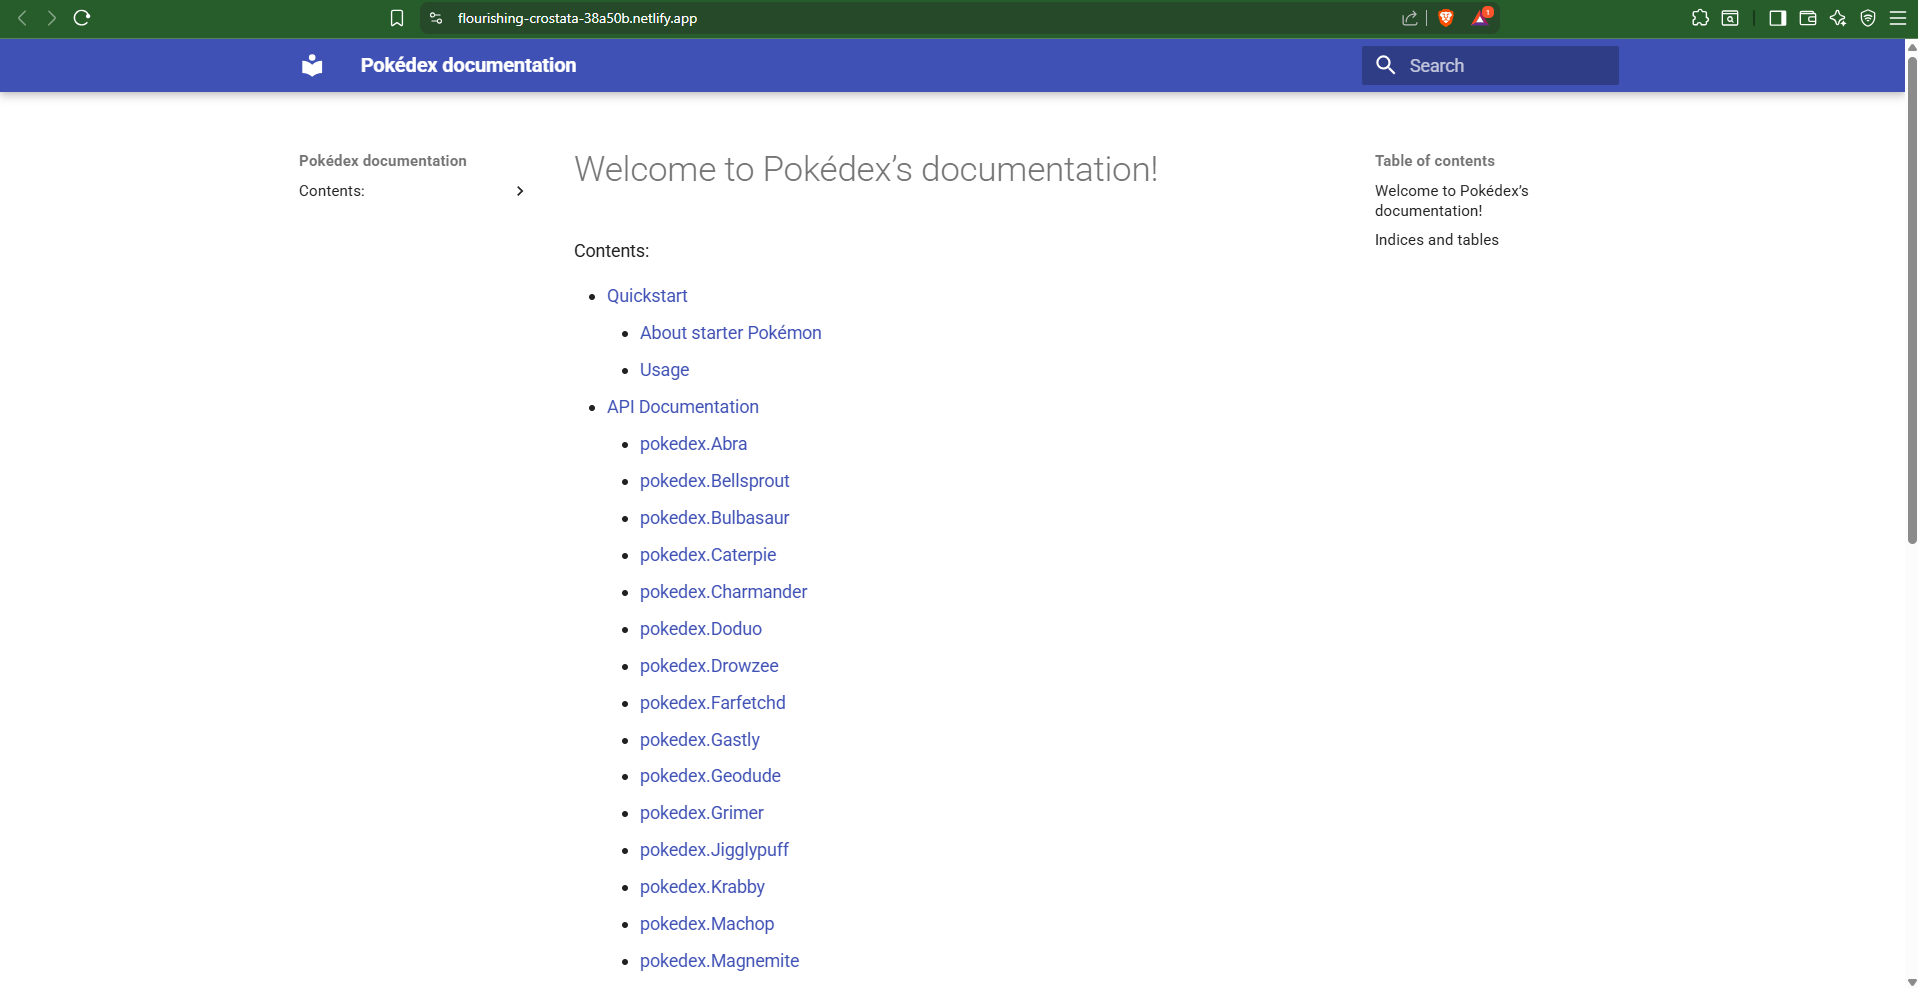 flourishing-crostata-38a50b.netlify.app
1
Pokédex documentation
Search
Pokédex documentation
Contents:
Welcome to Pokédex’s documentation!
Contents:
Quickstart
About starter Pokémon
Usage
API Documentation
pokedex.Abra
pokedex.Bellsprout
pokedex.Bulbasaur
pokedex.Caterpie
pokedex.Charmander
pokedex.Doduo
pokedex.Drowzee
pokedex.Farfetchd
pokedex.Gastly
pokedex.Geodude
pokedex.Grimer
pokedex.Jigglypuff
pokedex.Krabby
pokedex.Machop
pokedex.Magnemite
Table of contents
Welcome to Pokédex’s
documentation!
Indices and tables